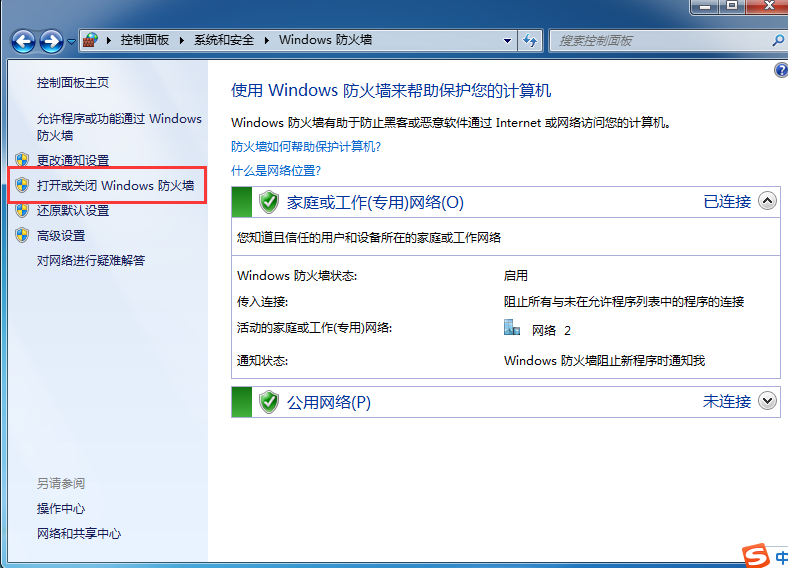 控制面板 ▸ 系统和安全 ▸ Windows 防火墙
搜索控制面板
控制面板主页
允许程序或功能通过 Windows
防火墙
更改通知设置
打开或关闭 Windows 防火墙
还原默认设置
高级设置
对网络进行疑难解答
另请参阅
操作中心
网络和共享中心
使用 Windows 防火墙来帮助保护您的计算机
Windows 防火墙有助于防止黑客或恶意软件通过 Internet 或网络访问您的计算机。
防火墙如何帮助保护计算机?
什么是网络位置?
家庭或工作(专用)网络(O) 已连接
您知道且信任的用户和设备所在的家庭或工作网络
Windows 防火墙状态: 启用
传入连接: 阻止所有与未在允许程序列表中的程序的连接
活动的家庭或工作(专用)网络: 网络 2
通知状态: Windows 防火墙阻止新程序时通知我
公用网络(P) 未连接
S 中